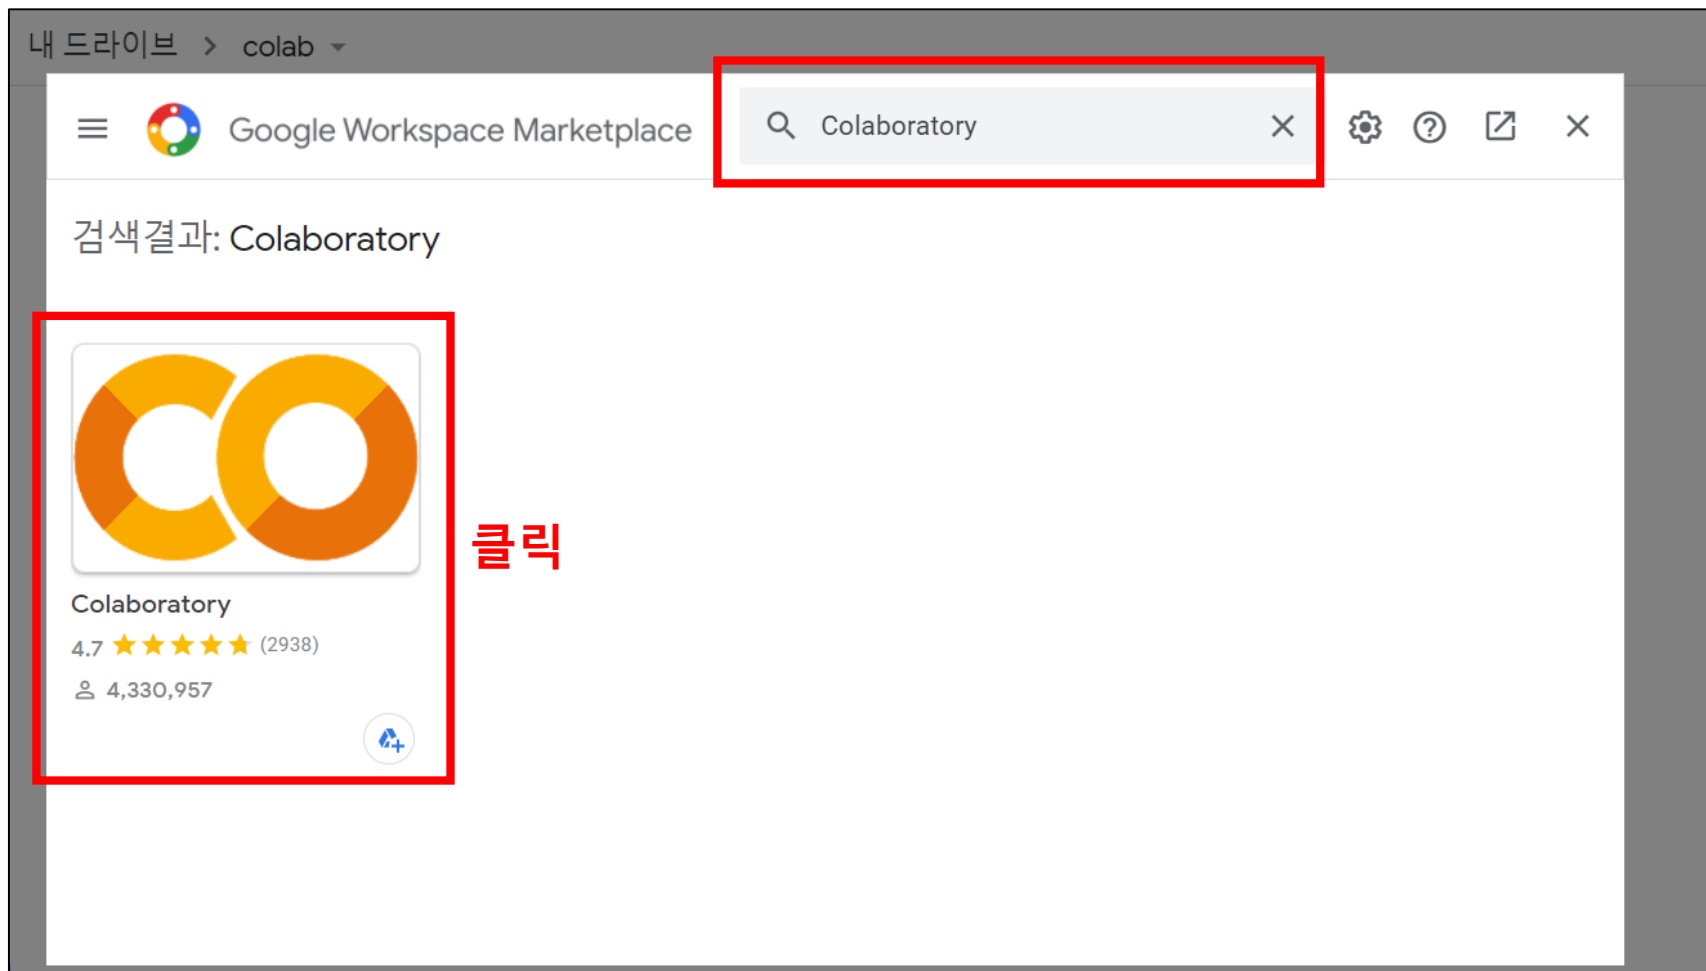 내 드라이브 > colab
Google Workspace Marketplace
Colaboratory
검색결과: Colaboratory
클릭
Colaboratory
4.7 (2938)
4,330,957